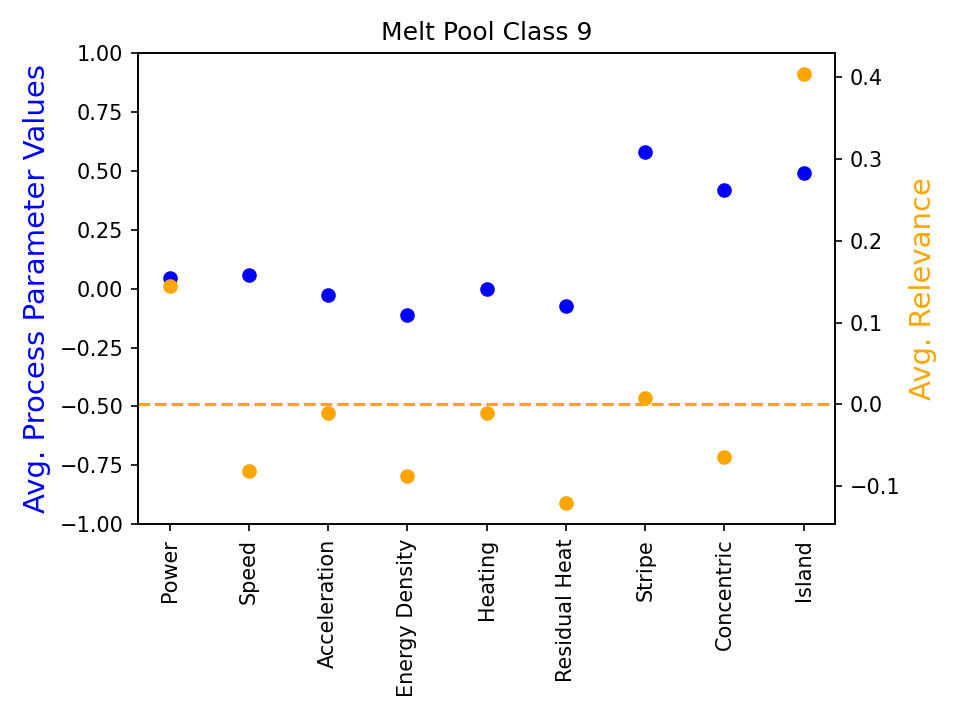 Melt Pool Class 9
Avg. Process Parameter Values
1.00
0.75
0.50
0.25
0.00
−0.25
−0.50
−0.75
−1.00
0.4
0.3
0.2
0.1
0.0
−0.1
Avg. Relevance
Power
Speed
Acceleration
Energy Density
Heating
Residual Heat
Stripe
Concentric
Island